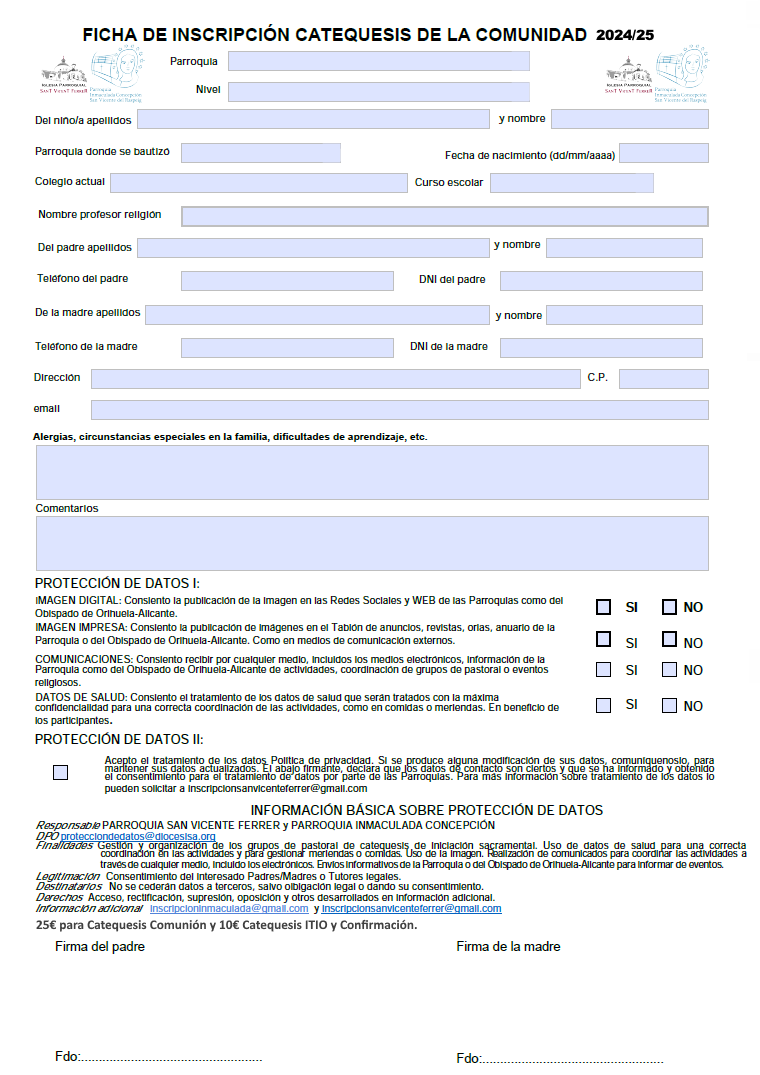 FICHA DE INSCRIPCIÓN CATEQUESIS DE LA COMUNIDAD 2024/25
IGLESIA PARROQUIAL
SANT VICENT FERRER
Parroquia
Inmaculada Concepción
San Vicente del Raspeig
Parroquia
IGLESIA PARROQUIAL
SANT VICENT FERRER
Parroquia
Inmaculada Concepción
San Vicente del Raspeig
Nivel
Del niño/a apellidos y nombre
Parroquia donde se bautizó Fecha de nacimiento (dd/mm/aaaa)
Colegio actual Curso escolar
Nombre profesor religión
Del padre apellidos y nombre
Teléfono del padre DNI del padre
De la madre apellidos y nombre
Teléfono de la madre DNI de la madre
Dirección C.P.
email
Alergias, circunstancias especiales en la familia, dificultades de aprendizaje, etc.
Comentarios
PROTECCIÓN DE DATOS I:
IMAGEN DIGITAL: Consiento la publicación de la imagen en las Redes Sociales y WEB de las Parroquias como del
Obispado de Orihuela-Alicante.
SI NO
IMAGEN IMPRESA: Consiento la publicación de imágenes en el Tablón de anuncios, revistas, orlas, anuario de la
Parroquia o del Obispado de Orihuela-Alicante. Como en medios de comunicación externos.
SI NO
COMUNICACIONES: Consiento recibir por cualquier medio, incluidos los medios electrónicos, información de la
Parroquia como del Obispado de Orihuela-Alicante de actividades, coordinación de grupos de pastoral o eventos
religiosos.
SI NO
DATOS DE SALUD: Consiento el tratamiento de los datos de salud que serán tratados con la máxima
confidencialidad para una correcta coordinación de las actividades, como en comidas o meriendas. En beneficio de
los participantes.
SI NO
PROTECCIÓN DE DATOS II:
Acepto el tratamiento de los datos Política de privacidad. Si se produce alguna modificación de sus datos, comuníquenoslo, para
mantener sus datos actualizados. El abajo firmante, declara que los datos de contacto son ciertos y que se ha informado y obtenido
el consentimiento para el tratamiento de datos por parte de las Parroquias. Para más información sobre tratamiento de los datos lo
pueden solicitar a inscripcionsanvicenteferrer@gmail.com
INFORMACIÓN BÁSICA SOBRE PROTECCIÓN DE DATOS
Responsable PARROQUIA SAN VICENTE FERRER y PARROQUIA INMACULADA CONCEPCIÓN
DPO protecciondedatos@diocesisa.org
Finalidades Gestión y organización de los grupos de pastoral de catequesis de iniciación sacramental. Uso de datos de salud para una correcta
coordinación en las actividades y para gestionar meriendas o comidas. Uso de la imagen. Realización de comunicados para coordinar las actividades a
través de cualquier medio, incluido los electrónicos. Envíos informativos de la Parroquia o del Obispado de Orihuela-Alicante para informar de eventos.
Legitimación Consentimiento del interesado Padres/Madres o Tutores legales.
Destinatarios No se cederán datos a terceros, salvo obligación legal o dando su consentimiento.
Derechos Acceso, rectificación, supresión, oposición y otros desarrollados en información adicional.
Información adicional inscripcioninmaculada@gmail.com y inscripcionsanvicenteferrer@gmail.com
25€ para Catequesis Comunión y 10€ Catequesis ITIO y Confirmación.
Firma del padre Firma de la madre
Fdo:................................................... Fdo:...................................................